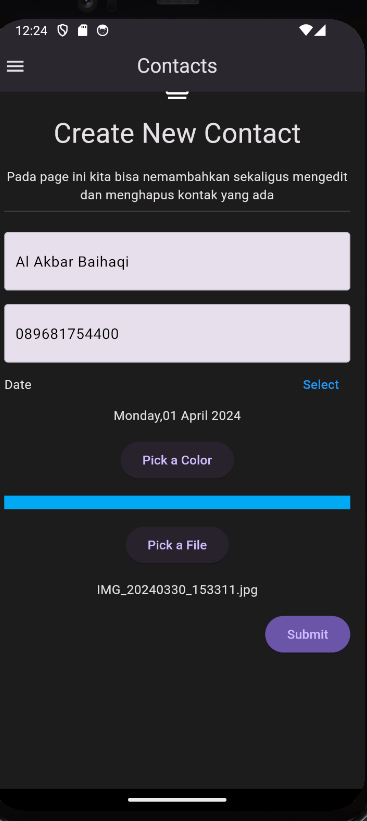 12:24
Contacts
Create New Contact
Pada page ini kita bisa nemambahkan sekaligus mengedit
dan menghapus kontak yang ada
Al Akbar Baihaqi
089681754400
Date Select
Monday,01 April 2024
Pick a Color
Pick a File
IMG_20240330_153311.jpg
Submit